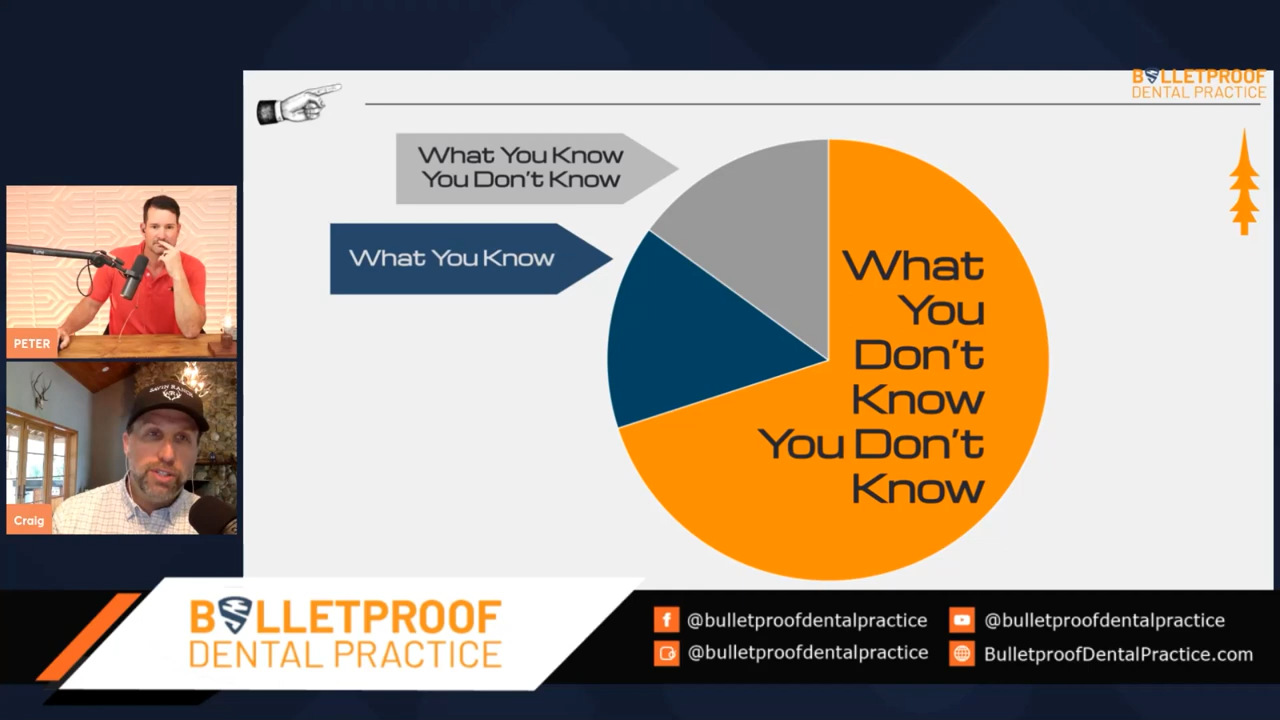 BULLETPROOF
DENTAL PRACTICE
What You Know
You Don't Know
What You Know
What
You
Don't
Know
You Don't
Know
PETER
Craig
BULLETPROOF
DENTAL PRACTICE
@bulletproofdentalpractice
@bulletproofdentalpractice
@bulletproofdentalpractice
BulletproofDentalPractice.com